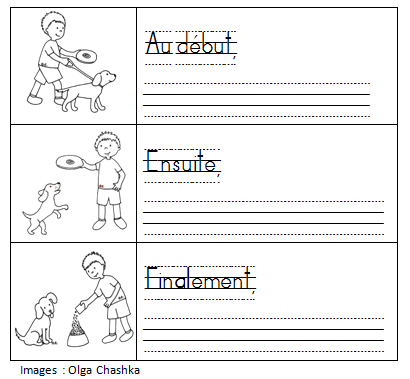 Au début,
Ensuite,
Finalement,
Images : Olga Chashka